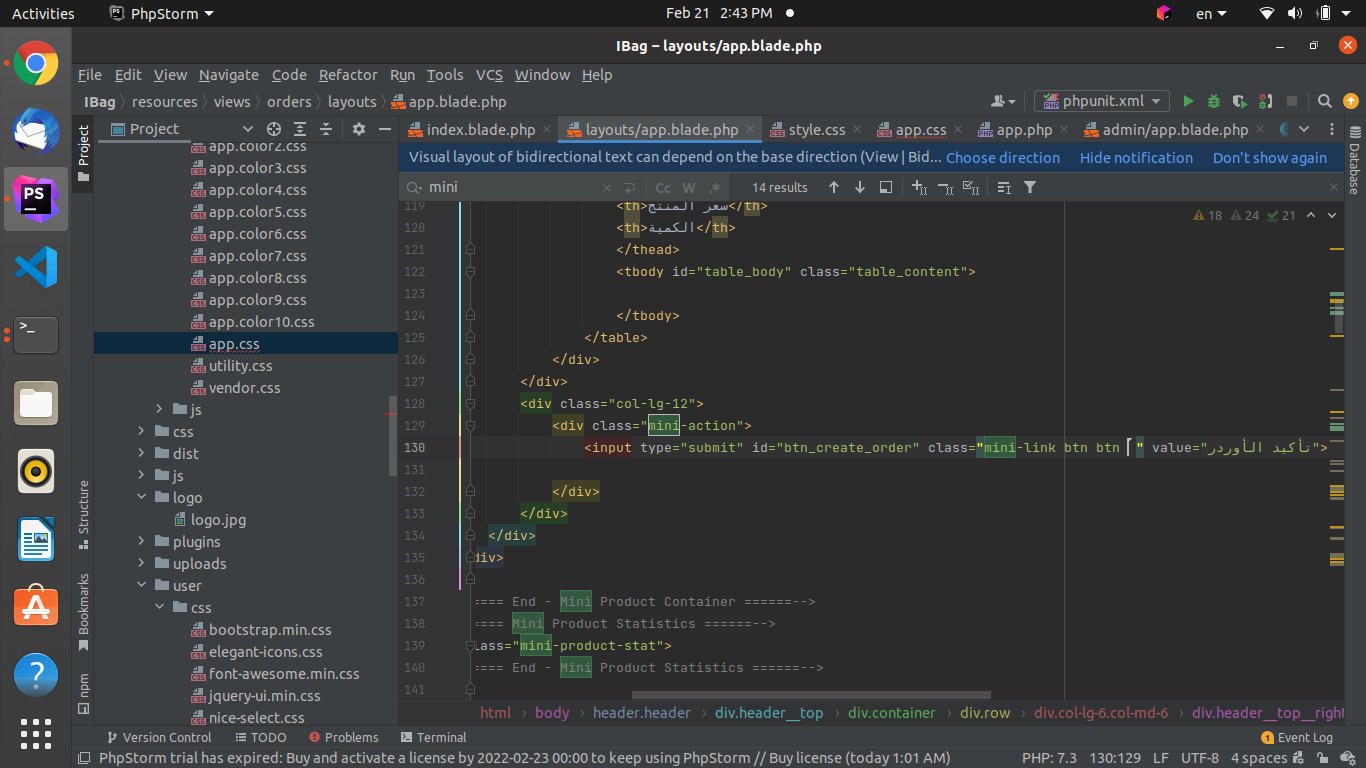 Activities PhpStorm Feb 21 2:43 PM en
IBag – layouts/app.blade.php
File Edit View Navigate Code Refactor Run Tools VCS Window Help
IBag resources views orders layouts app.blade.php phpunit.xml
Project index.blade.php layouts/app.blade.php style.css app.css app.php admin/app.blade.php
Visual layout of bidirectional text can depend on the base direction (View | Bid... Choose direction Hide notification Don't show again
mini Cc W .* 14 results
18 24 21
Project
Structure
Bookmarks
npm
Database
app.color2.css
app.color3.css
app.color4.css
app.color5.css
app.color6.css
app.color7.css
app.color8.css
app.color9.css
app.color10.css
app.css
utility.css
vendor.css
js
css
dist
js
logo
logo.jpg
plugins
uploads
user
css
bootstrap.min.css
elegant-icons.css
font-awesome.min.css
jquery-ui.min.css
nice-select.css
119 <th>سعر المنتج</th>
120 <th>الكمية</th>
121 </thead>
122 <tbody id="table_body" class="table_content">
123
124 </tbody>
125 </table>
126 </div>
127 </div>
128 <div class="col-lg-12">
129 <div class="mini-action">
130 <input type="submit" id="btn_create_order" class="mini-link btn btn " value="تأكيد الأوردر">
131
132 </div>
133 </div>
134 </div>
135 div>
136
137 ==== End - Mini Product Container ======-->
138 ==== Mini Product Statistics ======-->
139 lass="mini-product-stat">
140 ==== End - Mini Product Statistics ======-->
141
html body header.header div.header__top div.container div.row div.col-lg-6.col-md-6 div.header__top__right
Version Control TODO Problems Terminal 1 Event Log
PhpStorm trial has expired: Buy and activate a license by 2022-02-23 00:00 to keep using PhpStorm // Buy license (today 1:01 AM) PHP: 7.3 130:129 LF UTF-8 4 spaces